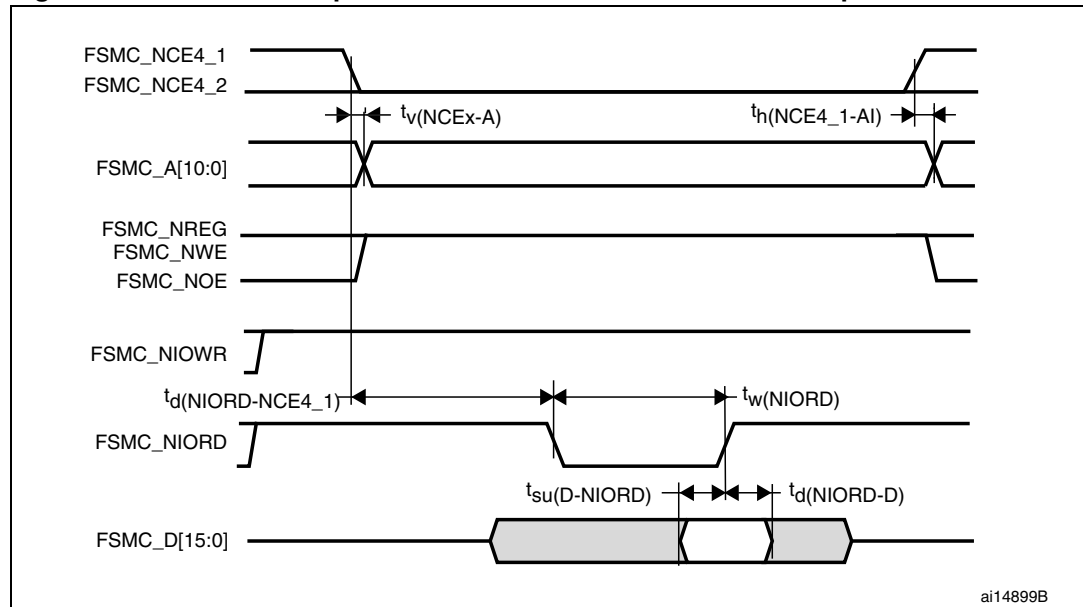 FSMC_NCE4_1
FSMC_NCE4_2
tv(NCEx-A)
th(NCE4_1-AI)
FSMC_A[10:0]
FSMC_NREG
FSMC_NWE
FSMC_NOE
FSMC_NIOWR
td(NIORD-NCE4_1)
tw(NIORD)
FSMC_NIORD
tsu(D-NIORD)
td(NIORD-D)
FSMC_D[15:0]
ai14899B